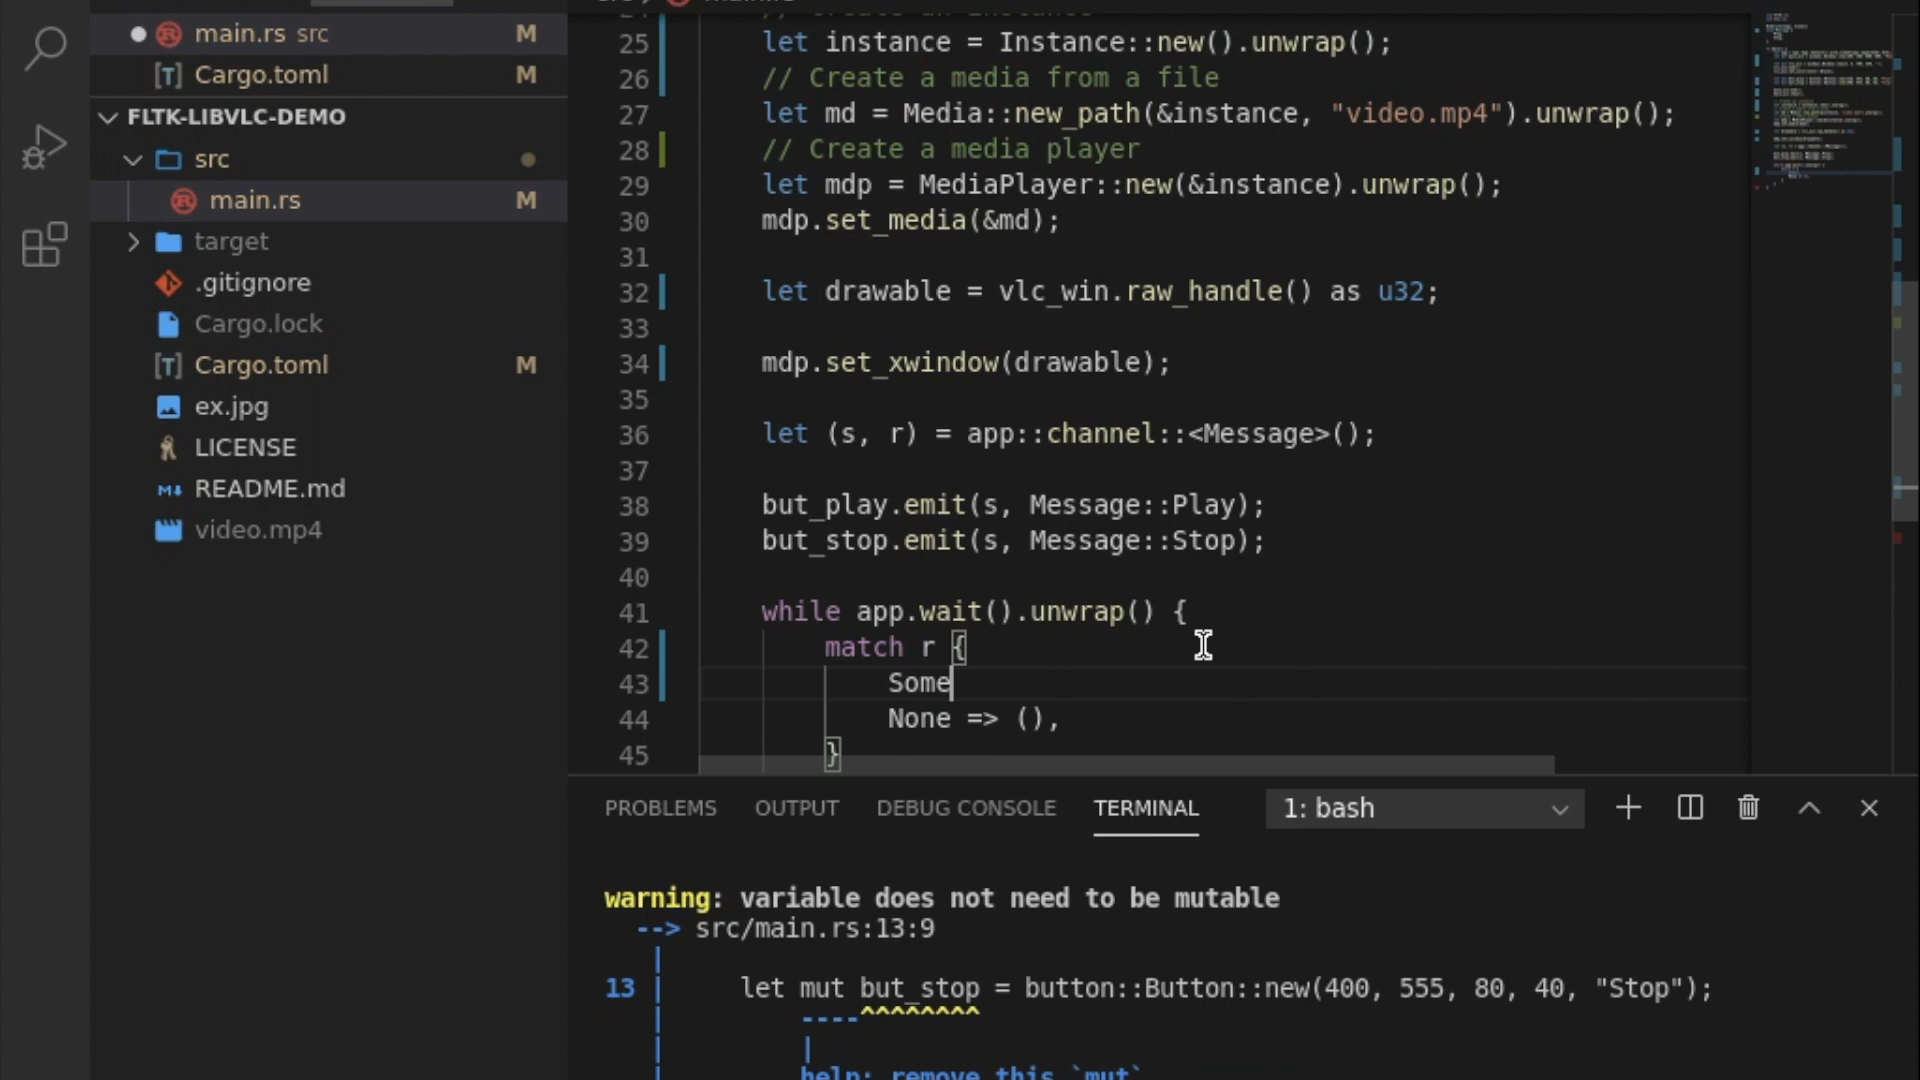 main.rs src M
Cargo.toml M
FLTK-LIBVLC-DEMO
src
main.rs M
target
.gitignore
Cargo.lock
Cargo.toml M
ex.jpg
LICENSE
README.md
video.mp4
25 let instance = Instance::new().unwrap();
26 // Create a media from a file
27 let md = Media::new_path(&instance, "video.mp4").unwrap();
28 // Create a media player
29 let mdp = MediaPlayer::new(&instance).unwrap();
30 mdp.set_media(&md);
31
32 let drawable = vlc_win.raw_handle() as u32;
33
34 mdp.set_xwindow(drawable);
35
36 let (s, r) = app::channel::<Message>();
37
38 but_play.emit(s, Message::Play);
39 but_stop.emit(s, Message::Stop);
40
41 while app.wait().unwrap() {
42 match r {
43 Some
44 None => (),
45 }
PROBLEMS OUTPUT DEBUG CONSOLE TERMINAL 1: bash
warning: variable does not need to be mutable
--> src/main.rs:13:9
|
13 | let mut but_stop = button::Button::new(400, 555, 80, 40, "Stop");
| ----^^^^^^^^
| |
| help: remove this `mut`